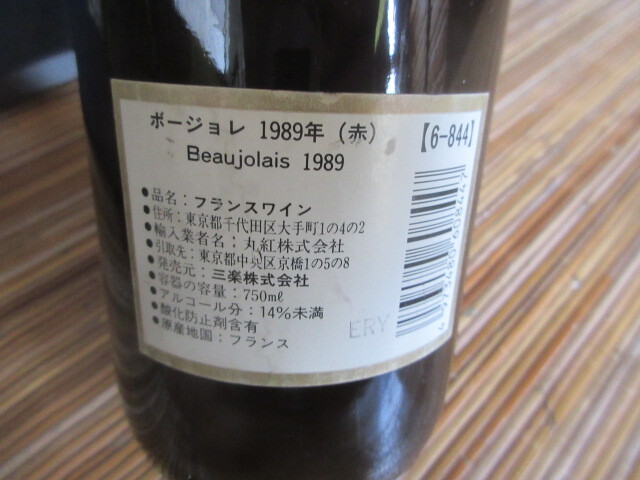 ボージョレ 1989年（赤）
【6-844】
Beaujolais 1989
●品名：フランスワイン
●住所：東京都千代田区大手町1の4の2
●輸入業者名：丸紅株式会社
●引取先：東京都中央区京橋1の5の8
●発売元：三楽株式会社
●容器の容量：750mℓ
●アルコール分：14%未満
●酸化防止剤含有
●原産地国：フランス
ERY